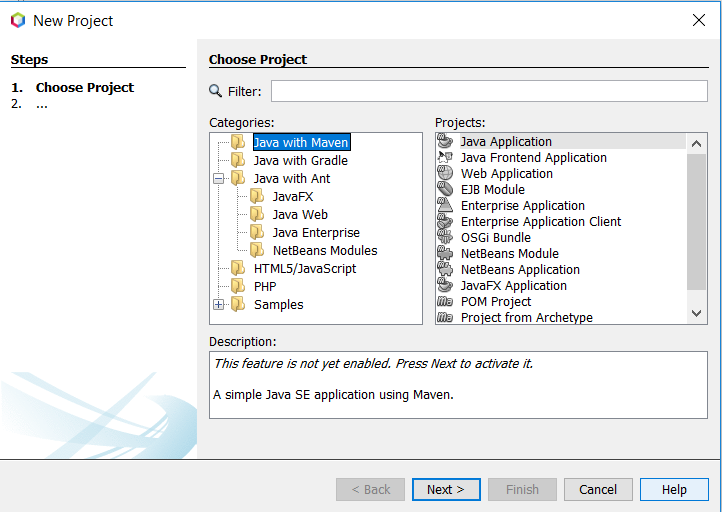 New Project
Steps
1. Choose Project
2. ...
Choose Project
Filter:
Categories:
Java with Maven
Java with Gradle
Java with Ant
JavaFX
Java Web
Java Enterprise
NetBeans Modules
HTML5/JavaScript
PHP
Samples
Projects:
Java Application
Java Frontend Application
Web Application
EJB Module
Enterprise Application
Enterprise Application Client
OSGi Bundle
NetBeans Module
NetBeans Application
JavaFX Application
POM Project
Project from Archetype
Description:
This feature is not yet enabled. Press Next to activate it.
A simple Java SE application using Maven.
< Back
Next >
Finish
Cancel
Help